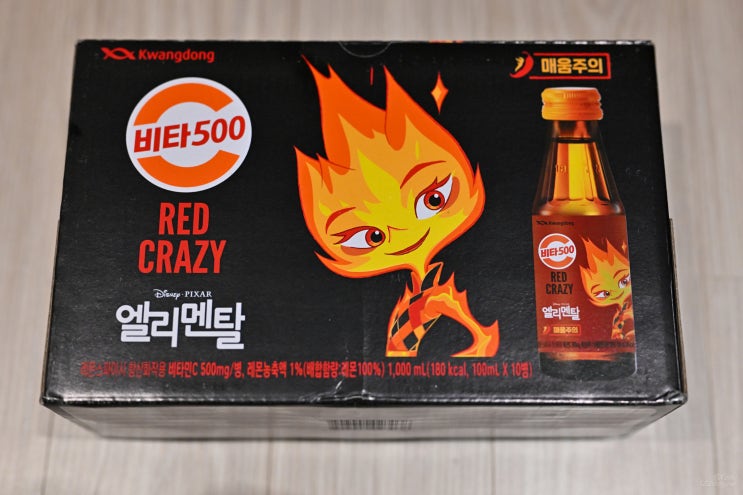 Kwangdong
매움주의
비타500
RED
CRAZY
Disney · PIXAR
엘리멘탈
Kwangdong
비타500
RED
CRAZY
엘리멘탈
매움주의
비타민C 500mg/병, 레몬농축액 1%(배합함량:레몬100%) 1,000 mL(180 kcal, 100mL X 10병)